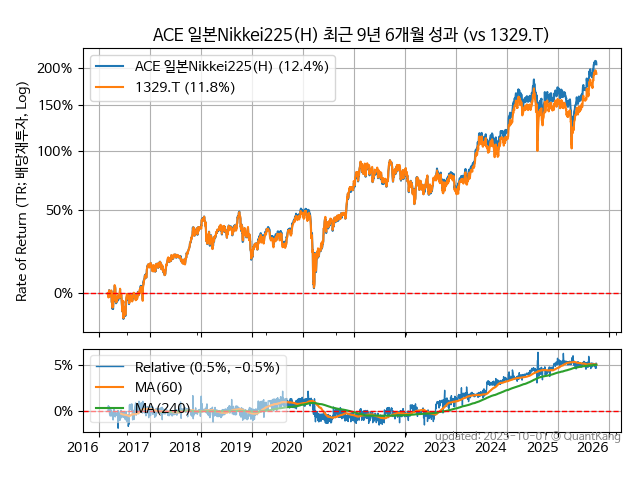 ACE 일본Nikkei225(H) 최근 9년 6개월 성과 (vs 1329.T)
Rate of Return (TR: 배당재투자, Log)
ACE 일본Nikkei225(H) (12.4%)
1329.T (11.8%)
200%
150%
100%
50%
0%
Relative (0.5%, −0.5%)
MA(60)
MA(240)
5%
0%
2016 2017 2018 2019 2020 2021 2022 2023 2024 2025 2026
updated: 2025-10-01 © QuantKang